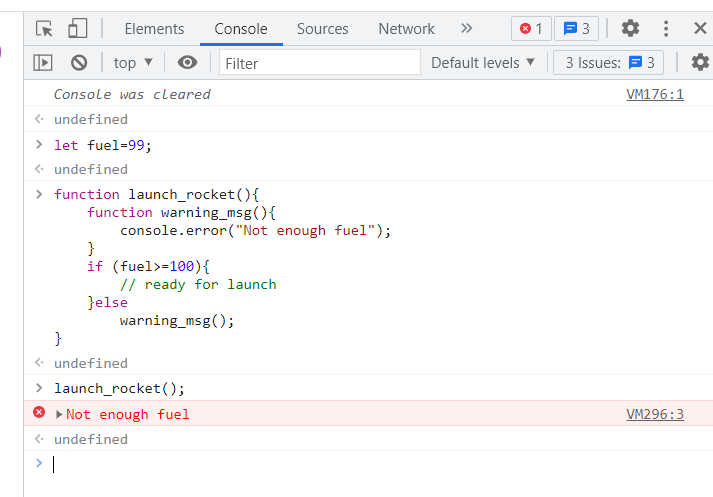 Elements Console Sources Network 1 3
top Filter Default levels 3 Issues: 3
Console was cleared VM176:1
undefined
let fuel=99;
undefined
function launch_rocket(){
function warning_msg(){
console.error("Not enough fuel");
}
if (fuel>=100){
// ready for launch
}else
warning_msg();
}
undefined
launch_rocket();
Not enough fuel VM296:3
undefined